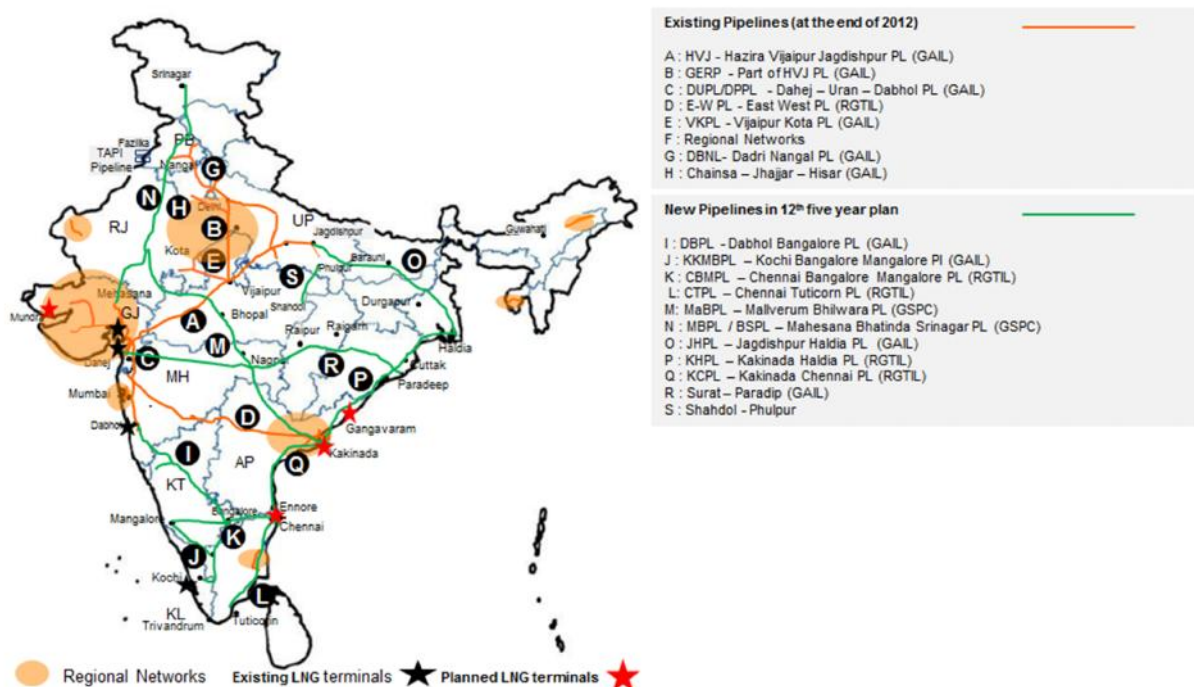 Srinagar
PB
Fazilka
TAPI
Pipeline
Nangal
G
N
H
Delhi
RJ
B
UP
Jagdishpur
Guwahati
Kota
E
Barauni
O
Phulpur
S
Vijaipur
Shahdol
Mehasana
Durgapur
GJ
Mundra
A
Bhopal
M
Raipur
Raigarh
Haldia
Dahej
C
Nagpur
R
P
Cuttak
MH
Paradeep
Mumbai
D
Gangavaram
Dabhol
I
AP
Kakinada
Q
KT
Bangalore
Ennore
Mangalore
Chennai
K
J
Kochi
L
KL
Tuticorin
Trivandrum
Regional Networks Existing LNG terminals Planned LNG terminals
Existing Pipelines (at the end of 2012)
A : HVJ - Hazira Vijaipur Jagdishpur PL (GAIL)
B : GERP - Part of HVJ PL (GAIL)
C : DUPL/DPPL - Dahej – Uran – Dabhol PL (GAIL)
D : E-W PL - East West PL (RGTIL)
E : VKPL - Vijaipur Kota PL (GAIL)
F : Regional Networks
G : DBNL- Dadri Nangal PL (GAIL)
H : Chainsa – Jhajjar – Hisar (GAIL)
New Pipelines in 12th five year plan
I : DBPL - Dabhol Bangalore PL (GAIL)
J : KKMBPL – Kochi Bangalore Mangalore Pl (GAIL)
K : CBMPL – Chennai Bangalore Mangalore PL (RGTIL)
L: CTPL – Chennai Tuticorin PL (RGTIL)
M: MaBPL – Mallverum Bhilwara PL (GSPC)
N : MBPL / BSPL – Mahesana Bhatinda Srinagar PL (GSPC)
O : JHPL – Jagdishpur Haldia PL (GAIL)
P : KHPL – Kakinada Haldia PL (RGTIL)
Q : KCPL – Kakinada Chennai PL (RGTIL)
R : Surat – Paradip (GAIL)
S : Shahdol - Phulpur